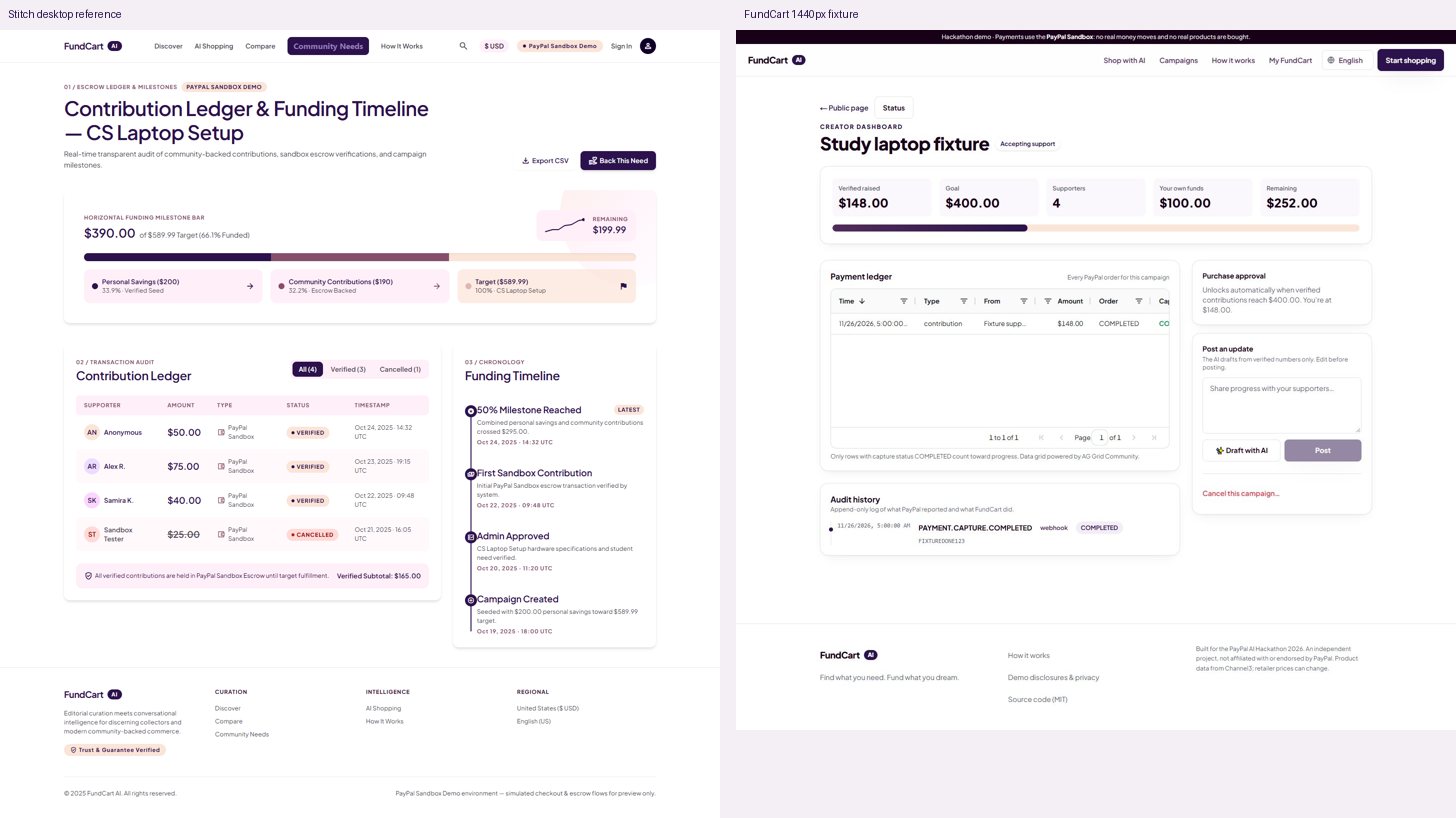 Stitch desktop reference
FundCart AI
Discover
AI Shopping
Compare
Community Needs
How It Works
$ USD
PayPal Sandbox Demo
Sign In
01 / ESCROW LEDGER & MILESTONES
PAYPAL SANDBOX DEMO
Contribution Ledger & Funding Timeline
— CS Laptop Setup
Real-time transparent audit of community-backed contributions, sandbox escrow verifications, and campaign
milestones.
Export CSV
Back This Need
HORIZONTAL FUNDING MILESTONE BAR
$390.00 of $589.99 Target (66.1% Funded)
REMAINING
$199.99
Personal Savings ($200)
33.9% · Verified Seed
Community Contributions ($190)
32.2% · Escrow Backed
Target ($589.99)
100% · CS Laptop Setup
02 / TRANSACTION AUDIT
Contribution Ledger
All (4)
Verified (3)
Cancelled (1)
SUPPORTER AMOUNT TYPE STATUS TIMESTAMP
AN Anonymous $50.00 PayPal Sandbox VERIFIED Oct 24, 2025 · 14:32 UTC
AR Alex R. $75.00 PayPal Sandbox VERIFIED Oct 23, 2025 · 19:15 UTC
SK Samira K. $40.00 PayPal Sandbox VERIFIED Oct 22, 2025 · 09:48 UTC
ST Sandbox Tester $25.00 PayPal Sandbox CANCELLED Oct 21, 2025 · 16:05 UTC
All verified contributions are held in PayPal Sandbox Escrow until target fulfillment.
Verified Subtotal: $165.00
03 / CHRONOLOGY
Funding Timeline
50% Milestone Reached
LATEST
Combined personal savings and community contributions
crossed $295.00.
Oct 24, 2025 · 14:32 UTC
First Sandbox Contribution
Initial PayPal Sandbox escrow transaction verified by
system.
Oct 22, 2025 · 09:48 UTC
Admin Approved
CS Laptop Setup hardware specifications and student
need verified.
Oct 20, 2025 · 11:20 UTC
Campaign Created
Seeded with $200.00 personal savings toward $589.99
target.
Oct 19, 2025 · 18:00 UTC
FundCart AI
Editorial curation meets conversational
intelligence for discerning collectors and
modern community-backed commerce.
Trust & Guarantee Verified
CURATION
Discover
Compare
Community Needs
INTELLIGENCE
AI Shopping
How It Works
REGIONAL
United States ($ USD)
English (US)
© 2025 FundCart AI. All rights reserved.
PayPal Sandbox Demo environment — simulated checkout & escrow flows for preview only.
FundCart 1440px fixture
Hackathon demo · Payments use the PayPal Sandbox: no real money moves and no real products are bought.
FundCart AI
Shop with AI
Campaigns
How it works
My FundCart
English
Start shopping
← Public page
Status
CREATOR DASHBOARD
Study laptop fixture
Accepting support
Verified raised
$148.00
Goal
$400.00
Supporters
4
Your own funds
$100.00
Remaining
$252.00
Payment ledger
Every PayPal order for this campaign
Time Type From Amount Order Cap
11/26/2026, 5:00:00... contribution Fixture supp... $148.00 COMPLETED CO
1 to 1 of 1
Page 1 of 1
Only rows with capture status COMPLETED count toward progress. Data grid powered by AG Grid Community.
Audit history
Append-only log of what PayPal reported and what FundCart did.
11/26/2026, 5:00:00 AM
PAYMENT.CAPTURE.COMPLETED
webhook
COMPLETED
FIXTUREDONE123
Purchase approval
Unlocks automatically when verified
contributions reach $400.00. You're at
$148.00.
Post an update
The AI drafts from verified numbers only. Edit before
posting.
Share progress with your supporters...
Draft with AI
Post
Cancel this campaign...
FundCart AI
Find what you need. Fund what you dream.
How it works
Demo disclosures & privacy
Source code (MIT)
Built for the PayPal AI Hackathon 2026. An independent
project, not affiliated with or endorsed by PayPal. Product
data from Channel3; retailer prices can change.